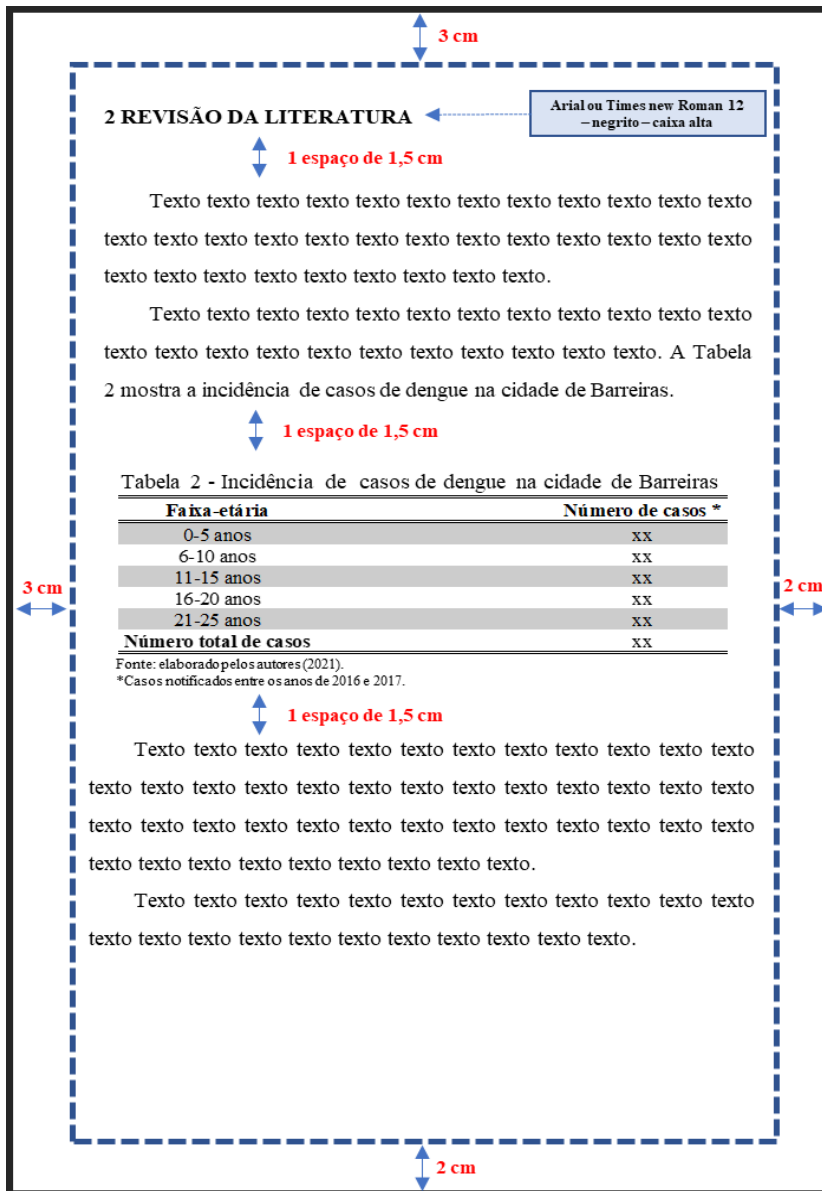 3 cm
2 REVISÃO DA LITERATURA
Arial ou Times new Roman 12
– negrito – caixa alta
1 espaço de 1,5 cm
Texto texto texto texto texto texto texto texto texto texto texto texto
texto texto texto texto texto texto texto texto texto texto texto texto texto
texto texto texto texto texto texto texto texto texto.
Texto texto texto texto texto texto texto texto texto texto texto texto
texto texto texto texto texto texto texto texto texto texto texto. A Tabela
2 mostra a incidência de casos de dengue na cidade de Barreiras.
1 espaço de 1,5 cm
Tabela 2 - Incidência de casos de dengue na cidade de Barreiras
Faixa-etária Número de casos *
0-5 anos xx
6-10 anos xx
11-15 anos xx
3 cm
2 cm
16-20 anos xx
21-25 anos xx
Número total de casos xx
Fonte: elaborado pelos autores (2021).
*Casos notificados entre os anos de 2016 e 2017.
1 espaço de 1,5 cm
Texto texto texto texto texto texto texto texto texto texto texto texto
texto texto texto texto texto texto texto texto texto texto texto texto texto
texto texto texto texto texto texto texto texto texto texto texto texto texto
texto texto texto texto texto texto texto texto texto.
Texto texto texto texto texto texto texto texto texto texto texto texto
texto texto texto texto texto texto texto texto texto texto texto.
2 cm